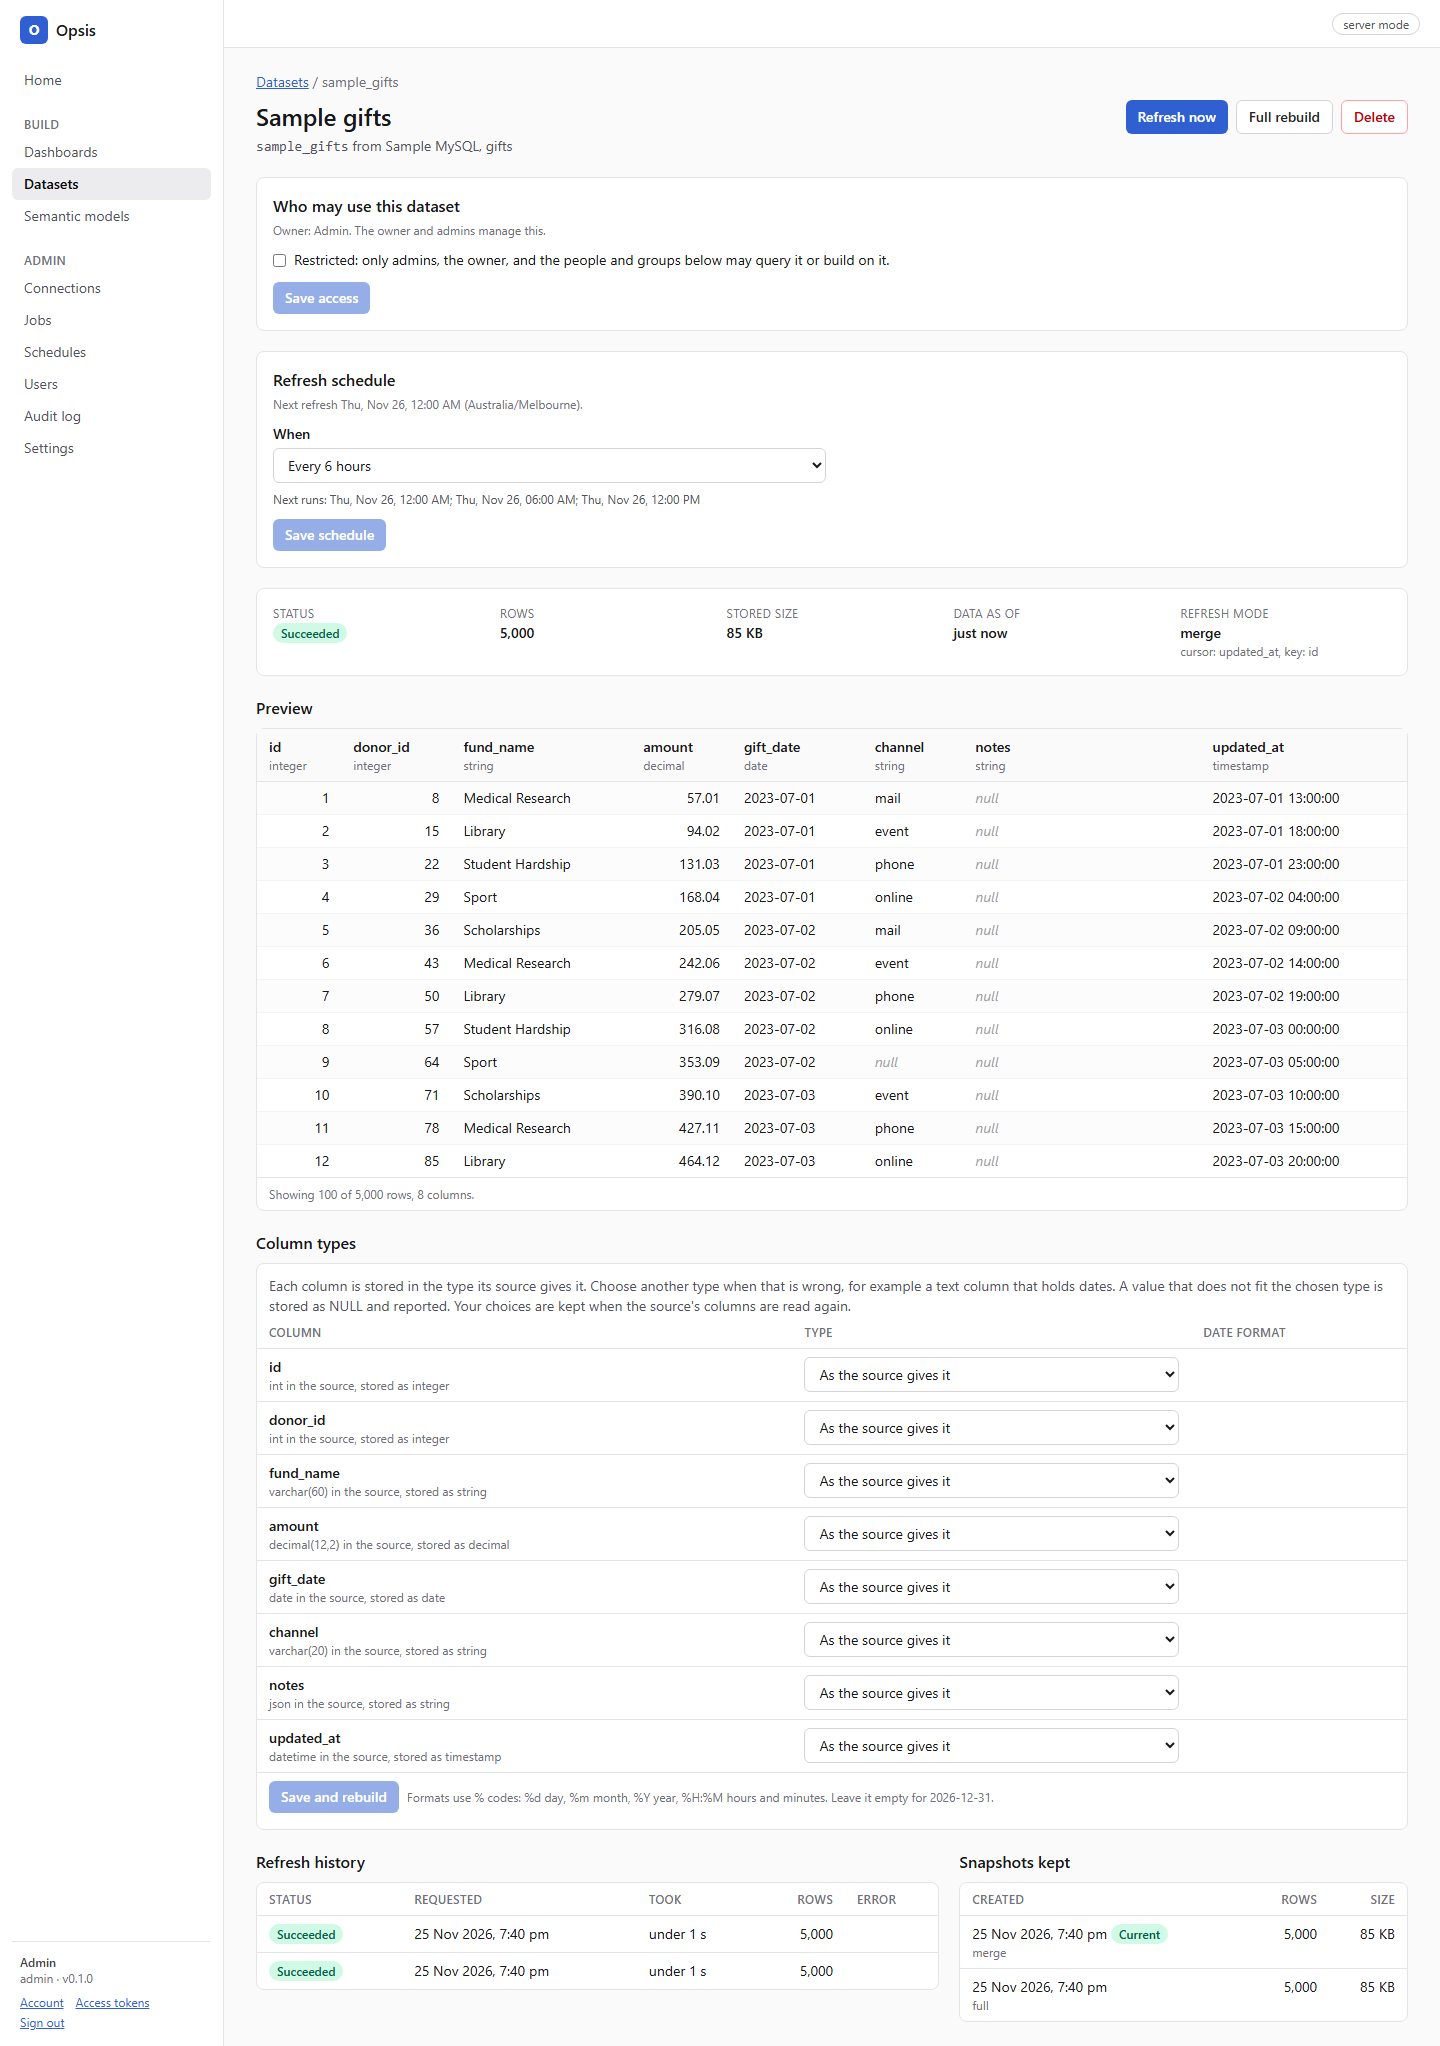 O Opsis
server mode
Home
BUILD
Dashboards
Datasets
Semantic models
ADMIN
Connections
Jobs
Schedules
Users
Audit log
Settings
Datasets / sample_gifts
Sample gifts
Refresh now Full rebuild Delete
sample_gifts from Sample MySQL, gifts
Who may use this dataset
Owner: Admin. The owner and admins manage this.
Restricted: only admins, the owner, and the people and groups below may query it or build on it.
Save access
Refresh schedule
Next refresh Thu, Nov 26, 12:00 AM (Australia/Melbourne).
When
Every 6 hours
Next runs: Thu, Nov 26, 12:00 AM; Thu, Nov 26, 06:00 AM; Thu, Nov 26, 12:00 PM
Save schedule
STATUS ROWS STORED SIZE DATA AS OF REFRESH MODE
Succeeded 5,000 85 KB just now merge
cursor: updated_at, key: id
Preview
id donor_id fund_name amount gift_date channel notes updated_at
integer integer string decimal date string string timestamp
1 8 Medical Research 57.01 2023-07-01 mail null 2023-07-01 13:00:00
2 15 Library 94.02 2023-07-01 event null 2023-07-01 18:00:00
3 22 Student Hardship 131.03 2023-07-01 phone null 2023-07-01 23:00:00
4 29 Sport 168.04 2023-07-01 online null 2023-07-02 04:00:00
5 36 Scholarships 205.05 2023-07-02 mail null 2023-07-02 09:00:00
6 43 Medical Research 242.06 2023-07-02 event null 2023-07-02 14:00:00
7 50 Library 279.07 2023-07-02 phone null 2023-07-02 19:00:00
8 57 Student Hardship 316.08 2023-07-02 online null 2023-07-03 00:00:00
9 64 Sport 353.09 2023-07-02 null null 2023-07-03 05:00:00
10 71 Scholarships 390.10 2023-07-03 event null 2023-07-03 10:00:00
11 78 Medical Research 427.11 2023-07-03 phone null 2023-07-03 15:00:00
12 85 Library 464.12 2023-07-03 online null 2023-07-03 20:00:00
Showing 100 of 5,000 rows, 8 columns.
Column types
Each column is stored in the type its source gives it. Choose another type when that is wrong, for example a text column that holds dates. A value that does not fit the chosen type is
stored as NULL and reported. Your choices are kept when the source's columns are read again.
COLUMN TYPE DATE FORMAT
id
int in the source, stored as integer
As the source gives it
donor_id
int in the source, stored as integer
As the source gives it
fund_name
varchar(60) in the source, stored as string
As the source gives it
amount
decimal(12,2) in the source, stored as decimal
As the source gives it
gift_date
date in the source, stored as date
As the source gives it
channel
varchar(20) in the source, stored as string
As the source gives it
notes
json in the source, stored as string
As the source gives it
updated_at
datetime in the source, stored as timestamp
As the source gives it
Save and rebuild Formats use % codes: %d day, %m month, %Y year, %H:%M hours and minutes. Leave it empty for 2026-12-31.
Refresh history
STATUS REQUESTED TOOK ROWS ERROR
Succeeded 25 Nov 2026, 7:40 pm under 1 s 5,000
Succeeded 25 Nov 2026, 7:40 pm under 1 s 5,000
Snapshots kept
CREATED ROWS SIZE
25 Nov 2026, 7:40 pm Current 5,000 85 KB
merge
25 Nov 2026, 7:40 pm 5,000 85 KB
full
Admin
admin · v0.1.0
Account Access tokens
Sign out